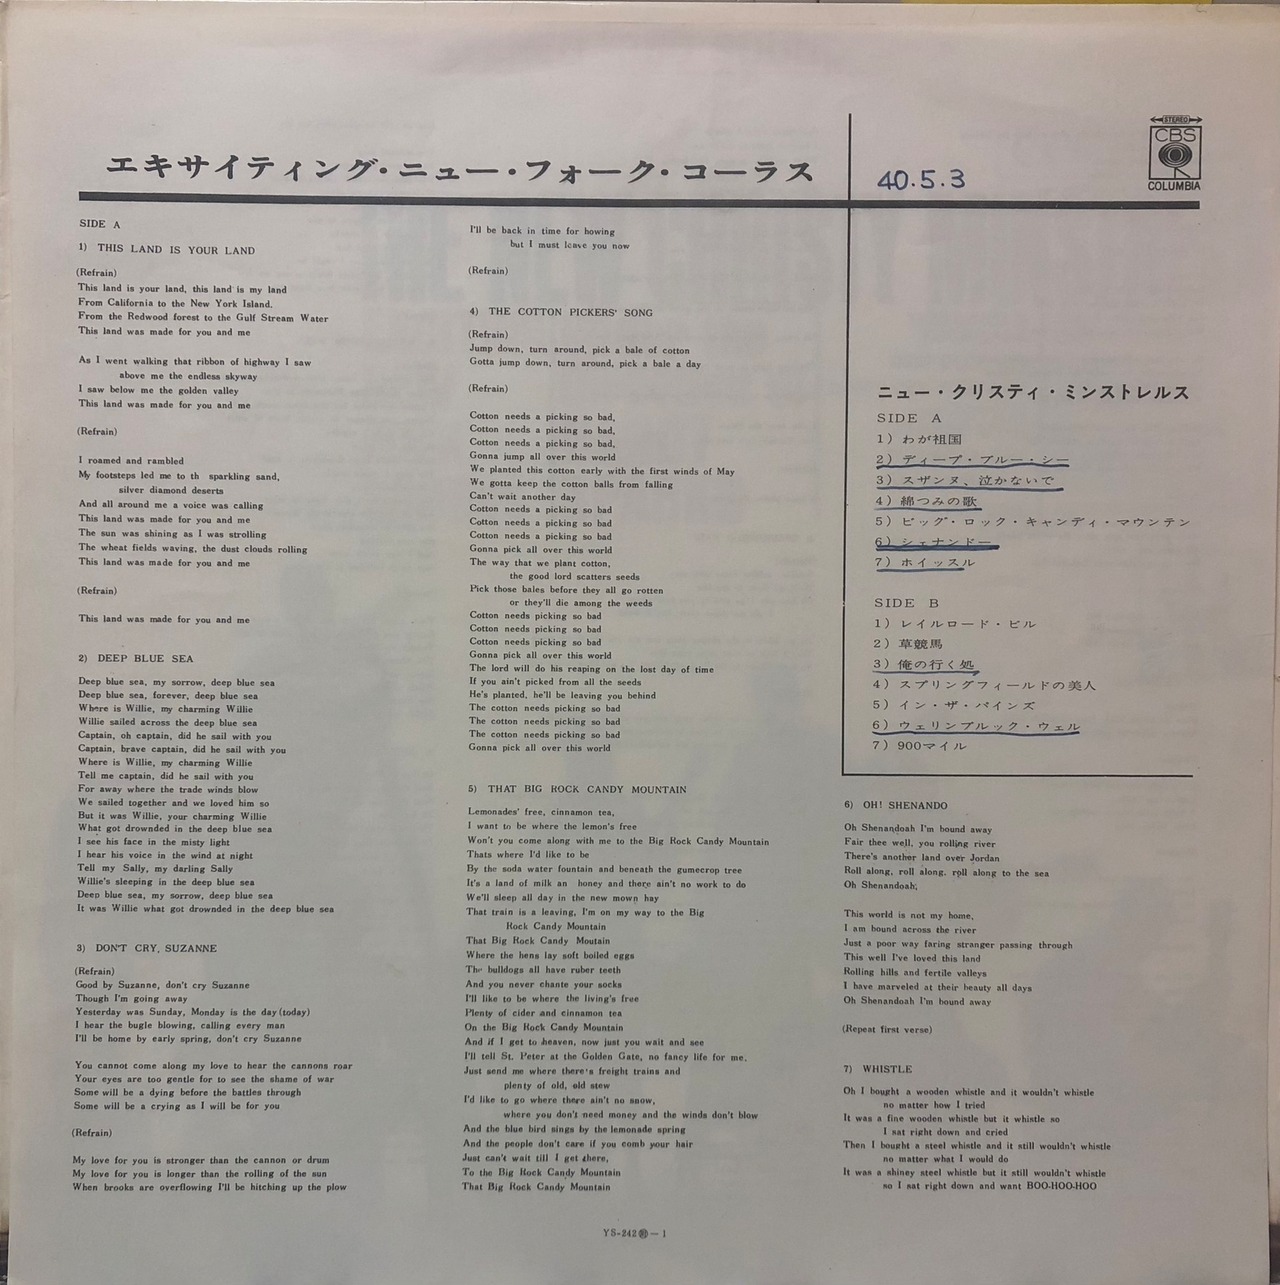 エキサイティング・ニュー・フォーク・コーラス
40.5.3
STEREO
CBS
COLUMBIA
SIDE A
1) THIS LAND IS YOUR LAND
(Refrain)
This land is your land, this land is my land
From California to the New York Island.
From the Redwood forest to the Gulf Stream Water
This land was made for you and me
As I went walking that ribbon of highway I saw
above me the endless skyway
I saw below me the golden valley
This land was made for you and me
(Refrain)
I roamed and rambled
My footsteps led me to th sparkling sand,
silver diamond deserts
And all around me a voice was calling
This land was made for you and me
The sun was shining as I was strolling
The wheat fields waving, the dust clouds rolling
This land was made for you and me
(Refrain)
This land was made for you and me
2) DEEP BLUE SEA
Deep blue sea, my sorrow, deep blue sea
Deep blue sea, forever, deep blue sea
Where is Willie, my charming Willie
Willie sailed across the deep blue sea
Captain, oh captain, did he sail with you
Captain, brave captain, did he sail with you
Where is Willie, my charming Willie
Tell me captain, did he sail with you
For away where the trade winds blow
We sailed together and we loved him so
But it was Willie, your charming Willie
What got drownded in the deep blue sea
I see his face in the misty light
I hear his voice in the wind at night
Tell my Sally, my darling Sally
Willie's sleeping in the deep blue sea
Deep blue sea, my sorrow, deep blue sea
It was Willie what got drownded in the deep blue sea
3) DON'T CRY, SUZANNE
(Refrain)
Good by Suzanne, don't cry Suzanne
Though I'm going away
Yesterday was Sunday, Monday is the day(today)
I hear the bugle blowing, calling every man
I'll be home by early spring, don't cry Suzanne
You cannot come along my love to hear the cannons roar
Your eyes are too gentle for to see the shame of war
Some will be a dying before the battles through
Some will be a crying as I will be for you
(Refrain)
My love for you is stronger than the cannon or drum
My love for you is longer than the rolling of the sun
When brooks are overflowing I'll be hitching up the plow
I'll be back in time for howing
but I must leave you now
(Refrain)
4) THE COTTON PICKERS' SONG
(Refrain)
Jump down, turn around, pick a bale of cotton
Gotta jump down, turn around, pick a bale a day
(Refrain)
Cotton needs a picking so bad,
Cotton needs a picking so bad,
Cotton needs a picking so bad,
Gonna jump all over this world
We planted this cotton early with the first winds of May
We gotta keep the cotton balls from falling
Can't wait another day
Cotton needs a picking so bad
Cotton needs a picking so bad
Cotton needs a picking so bad
Gonna pick all over this world
The way that we plant cotton,
the good lord scatters seeds
Pick those bales before they all go rotten
or they'll die among the weeds
Cotton needs picking so bad
Cotton needs picking so bad
Cotton needs picking so bad
Gonna pick all over this world
The lord will do his reaping on the lost day of time
If you ain't picked from all the seeds
He's planted, he'll be leaving you behind
The cotton needs picking so bad
The cotton needs picking so bad
The cotton needs picking so bad
Gonna pick all over this world
5) THAT BIG ROCK CANDY MOUNTAIN
Lemonades' free, cinnamon tea,
I want to be where the lemon's free
Won't you come along with me to the Big Rock Candy Mountain
Thats where I'd like to be
By the soda water fountain and beneath the gumecrop tree
It's a land of milk an honey and there ain't no work to do
We'll sleep all day in the new mown hay
That train is a leaving, I'm on my way to the Big
Rock Candy Mountain
That Big Rock Candy Moutain
Where the hens lay soft boiled eggs
The bulldogs all have ruber teeth
And you never chante your socks
I'll like to be where the living's free
Plenty of cider and cinnamon tea
On the Big Rock Candy Mountain
And if I get to heaven, now just you wait and see
I'll tell St. Peter at the Golden Gate, no fancy life for me.
Just send me where there's freight trains and
plenty of old, old stew
I'd like to go where there ain't no snow,
where you don't need money and the winds don't blow
And the blue bird sings by the lemonade spring
And the people don't care if you comb your hair
Just can't wait till I get there,
To the Big Rock Candy Mountain
That Big Rock Candy Mountain
ニュー・クリスティ・ミンストレルス
SIDE A
1) わが祖国
2) ディープ・ブルー・シー
3) スザンヌ、泣かないで
4) 綿つみの歌
5) ビッグ・ロック・キャンディ・マウンテン
6) シェナンドー
7) ホイッスル
SIDE B
1) レイルロード・ビル
2) 草競馬
3) 俺の行く処
4) スプリングフィールドの美人
5) イン・ザ・パインズ
6) ウェリンブルック・ウェル
7) 900マイル
6) OH! SHENANDO
Oh Shenandoah I'm bound away
Fair thee well, you rolling river
There's another land over Jordan
Roll along, roll along. roll along to the sea
Oh Shenandoah;
This world is not my home,
I am bound across the river
Just a poor way faring stranger passing through
This well I've loved this land
Rolling hills and fertile valleys
I have marveled at their beauty all days
Oh Shenandoah I'm bound away
(Repeat first verse)
7) WHISTLE
Oh I bought a wooden whistle and it wouldn't whistle
no matter how I tried
It was a fine wooden whistle but it whistle so
I sat right down and cried
Then I bought a steel whistle and it still wouldn't whistle
no matter what I would do
It was a shiney steel whistle but it still wouldn't whistle
so I sat right down and want BOO-HOO-HOO
YS-242 — 1